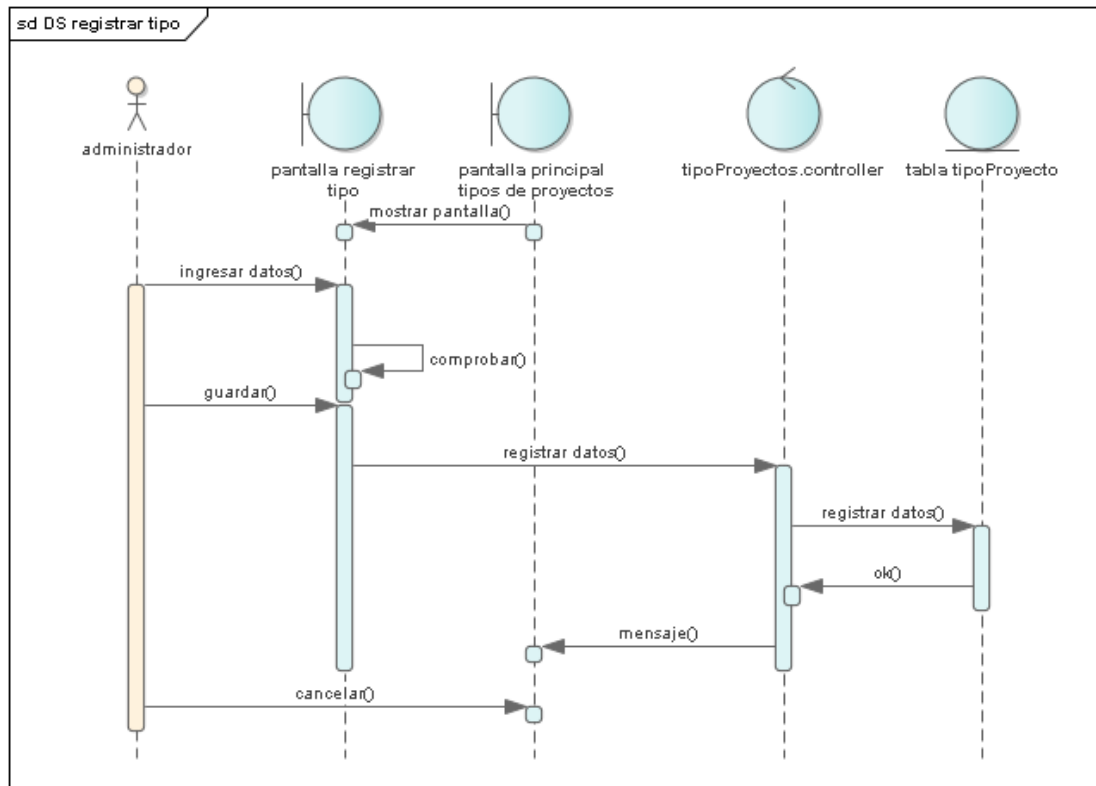 sd DS registrar tipo
administrador
pantalla registrar
tipo
pantalla principal
tipos de proyectos
tipoProyectos.controller
tabla tipoProyecto
mostrar pantalla()
ingresar datos()
comprobar()
guardar()
registrar datos()
registrar datos()
ok()
mensaje()
cancelar()